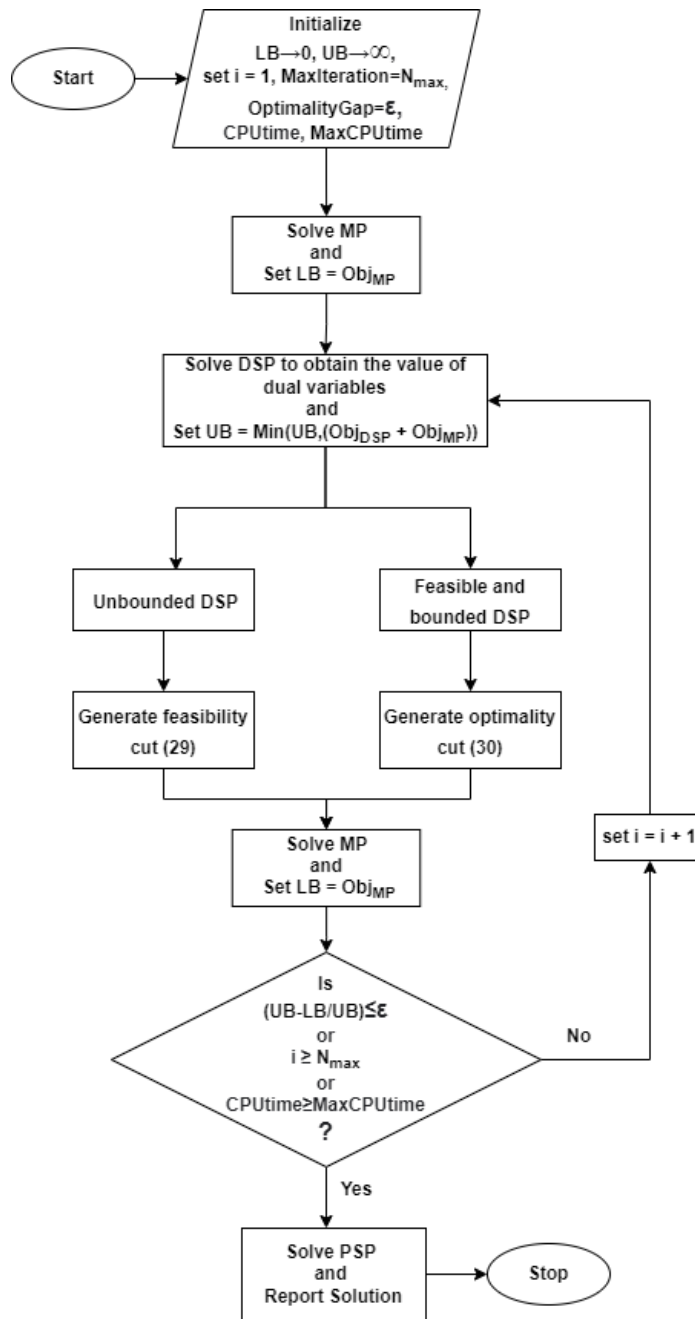 Start
Initialize
LB→0, UB→∞,
set i = 1, MaxIteration=Nmax,
OptimalityGap=ε,
CPUtime, MaxCPUtime
Solve MP
and
Set LB = ObjMP
Solve DSP to obtain the value of
dual variables
and
Set UB = Min(UB,(ObjDSP + ObjMP))
Unbounded DSP
Feasible and
bounded DSP
Generate feasibility
cut (29)
Generate optimality
cut (30)
Solve MP
and
Set LB = ObjMP
set i = i + 1
Is
(UB-LB/UB)≤ε
or
i ≥ Nmax
or
CPUtime≥MaxCPUtime
?
No
Yes
Solve PSP
and
Report Solution
Stop